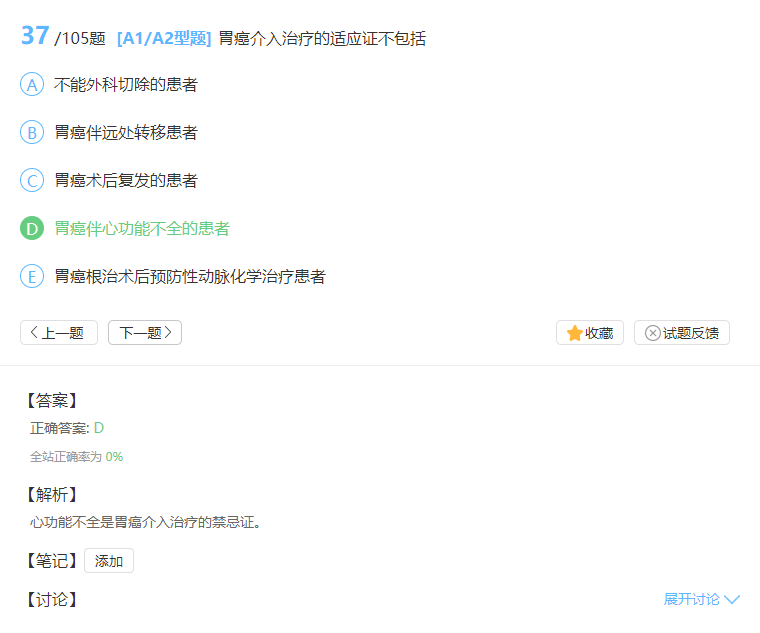 37 /105题 [A1/A2型题] 胃癌介入治疗的适应证不包括
A 不能外科切除的患者
B 胃癌伴远处转移患者
C 胃癌术后复发的患者
D 胃癌伴心功能不全的患者
E 胃癌根治术后预防性动脉化学治疗患者
上一题 下一题 收藏 试题反馈
【答案】
正确答案: D
全站正确率为 0%
【解析】
心功能不全是胃癌介入治疗的禁忌证。
【笔记】 添加
【讨论】 展开讨论